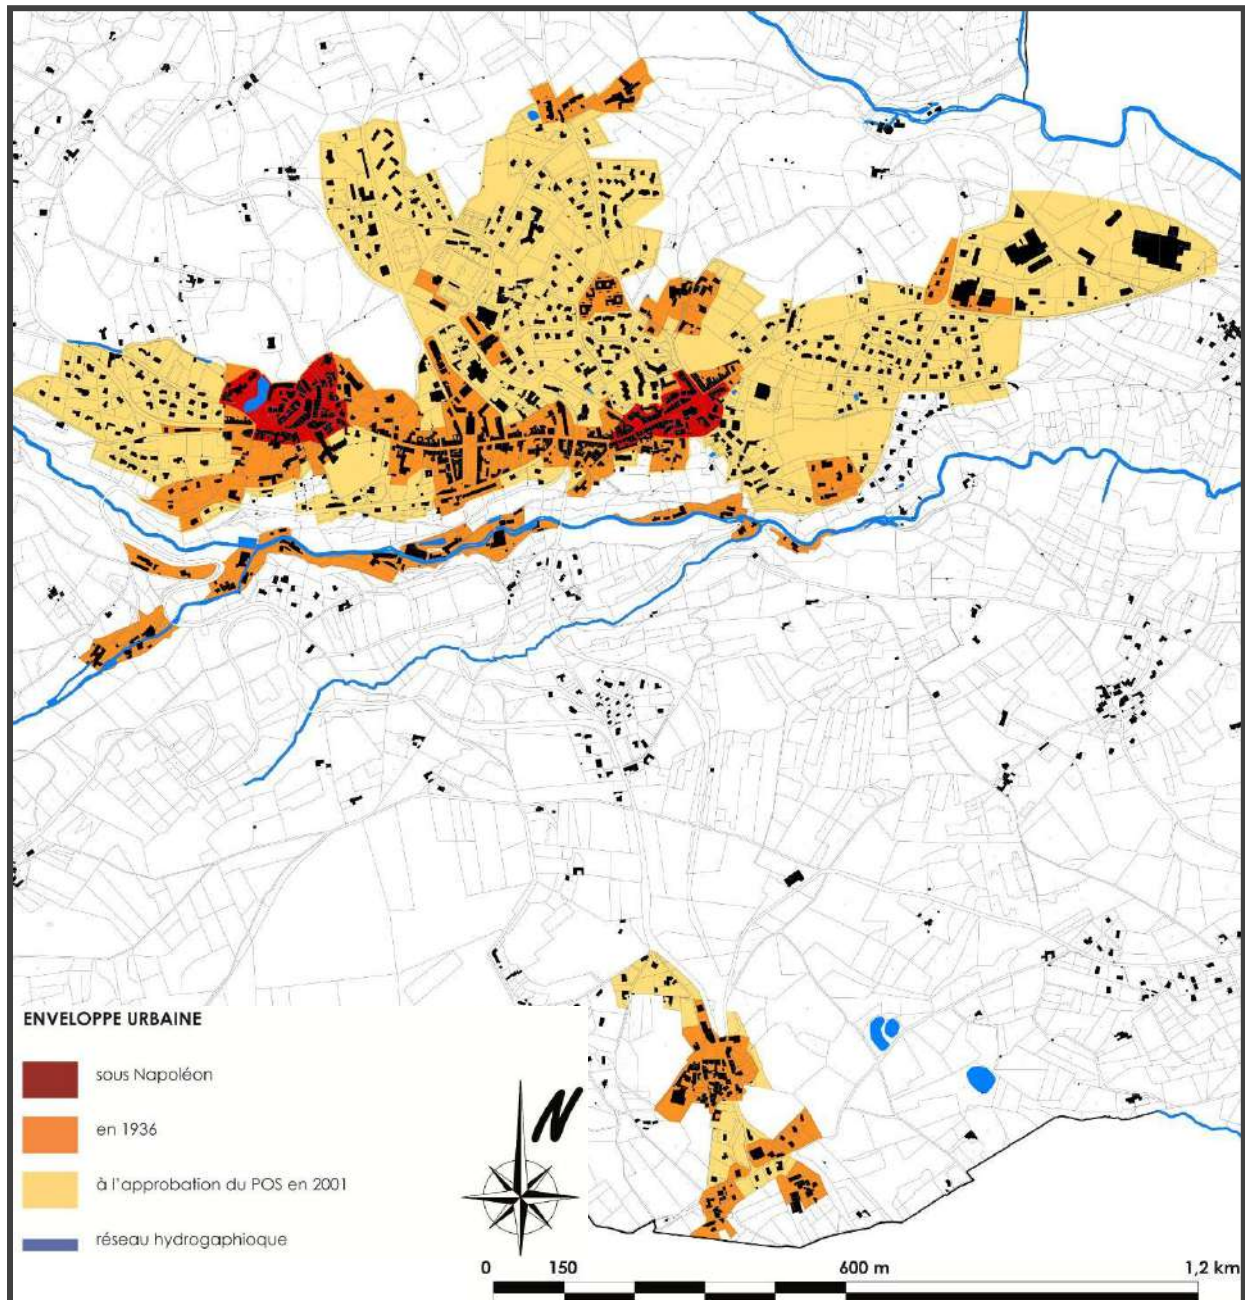 ENVELOPPE URBAINE
sous Napoléon
en 1936
à l'approbation du POS en 2001
réseau hydrogaphioque
N
0 150 600 m 1,2 km